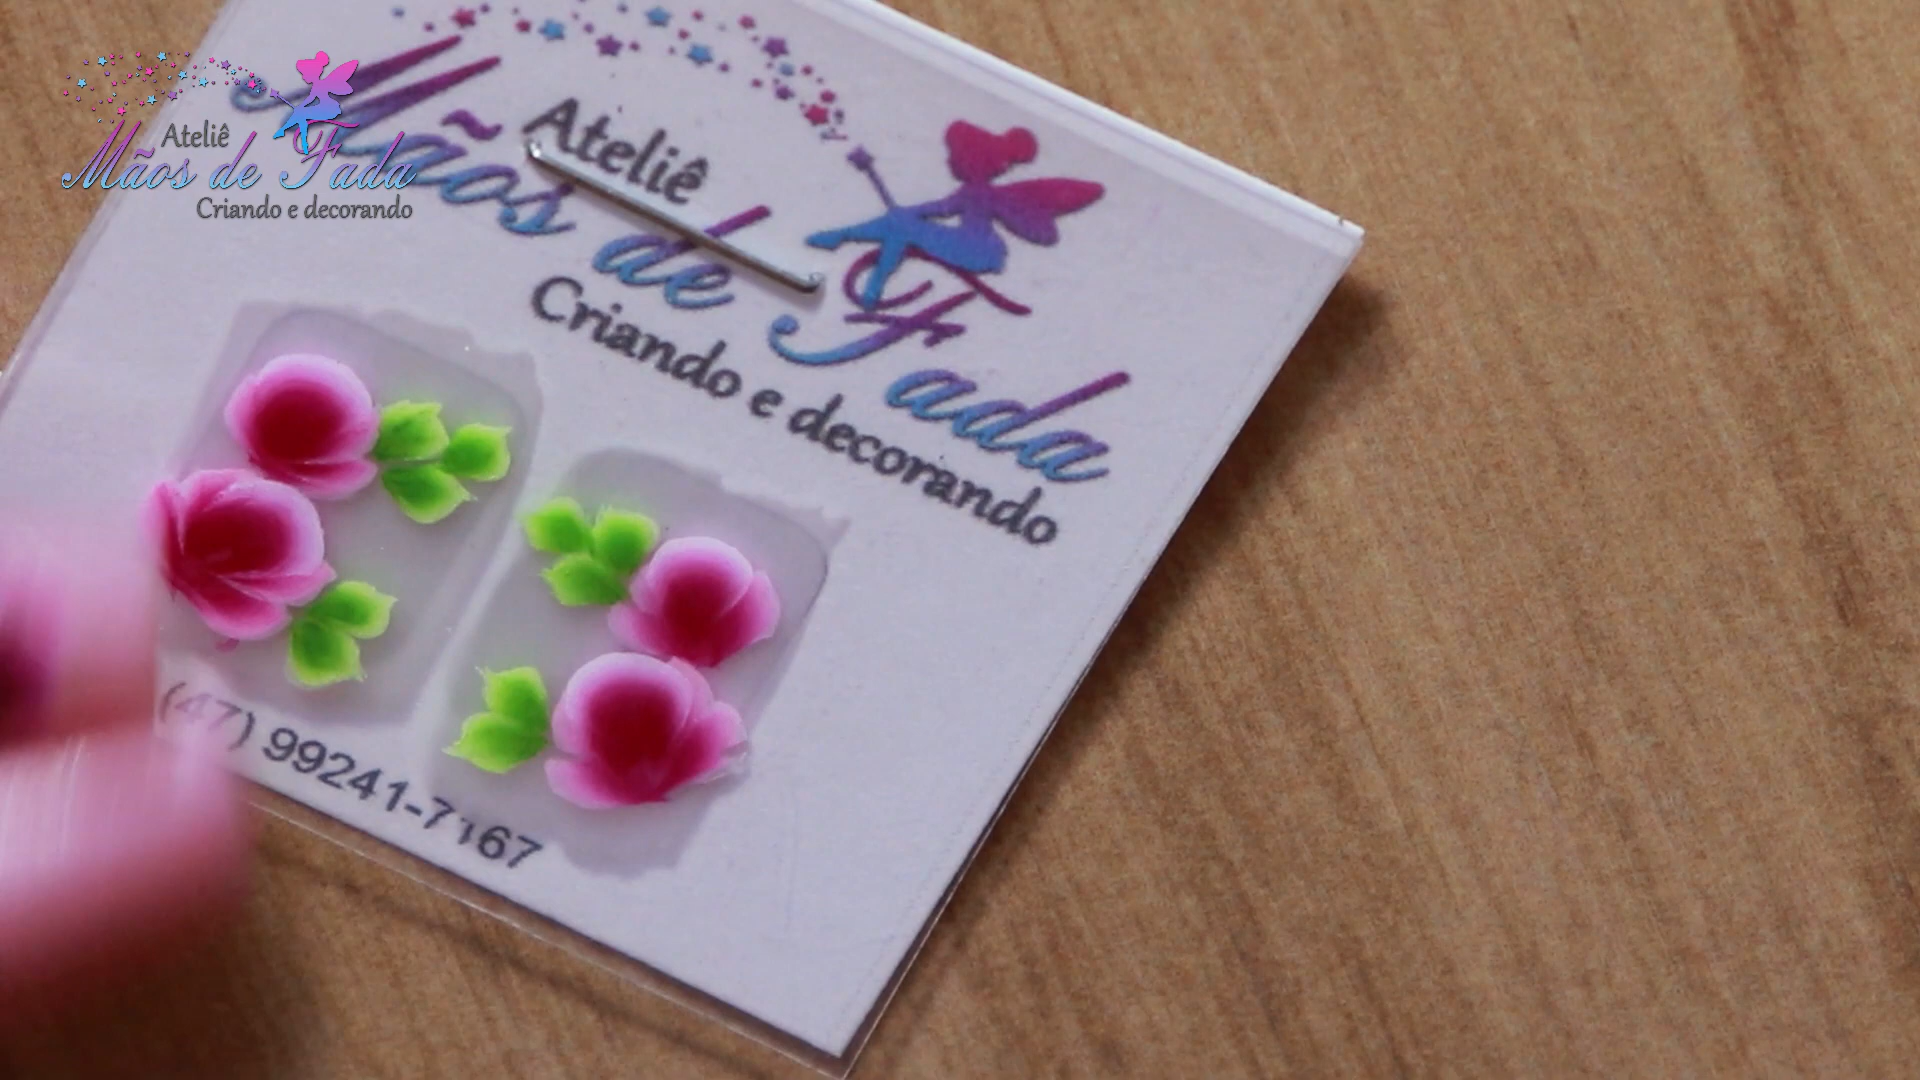 Ateliê
Mãos de Fada
Criando e decorando
Ateliê
Mãos de Fada
Criando e decorando
(47) 99241-7167